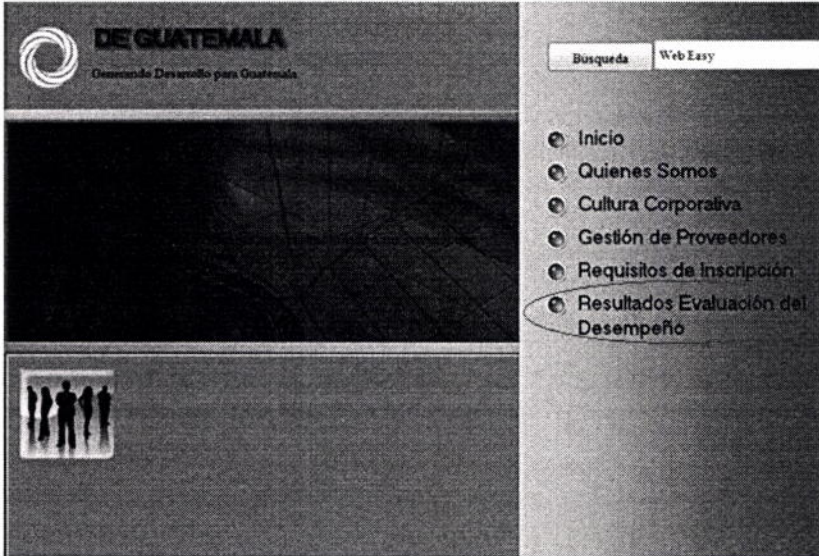 DE GUATEMALA
Generando Desarrollo para Guatemala
Búsqueda
Web Easy
Inicio
Quienes Somos
Cultura Corporativa
Gestión de Proveedores
Requisitos de Inscripción
Resultados Evaluación del
Desempeño